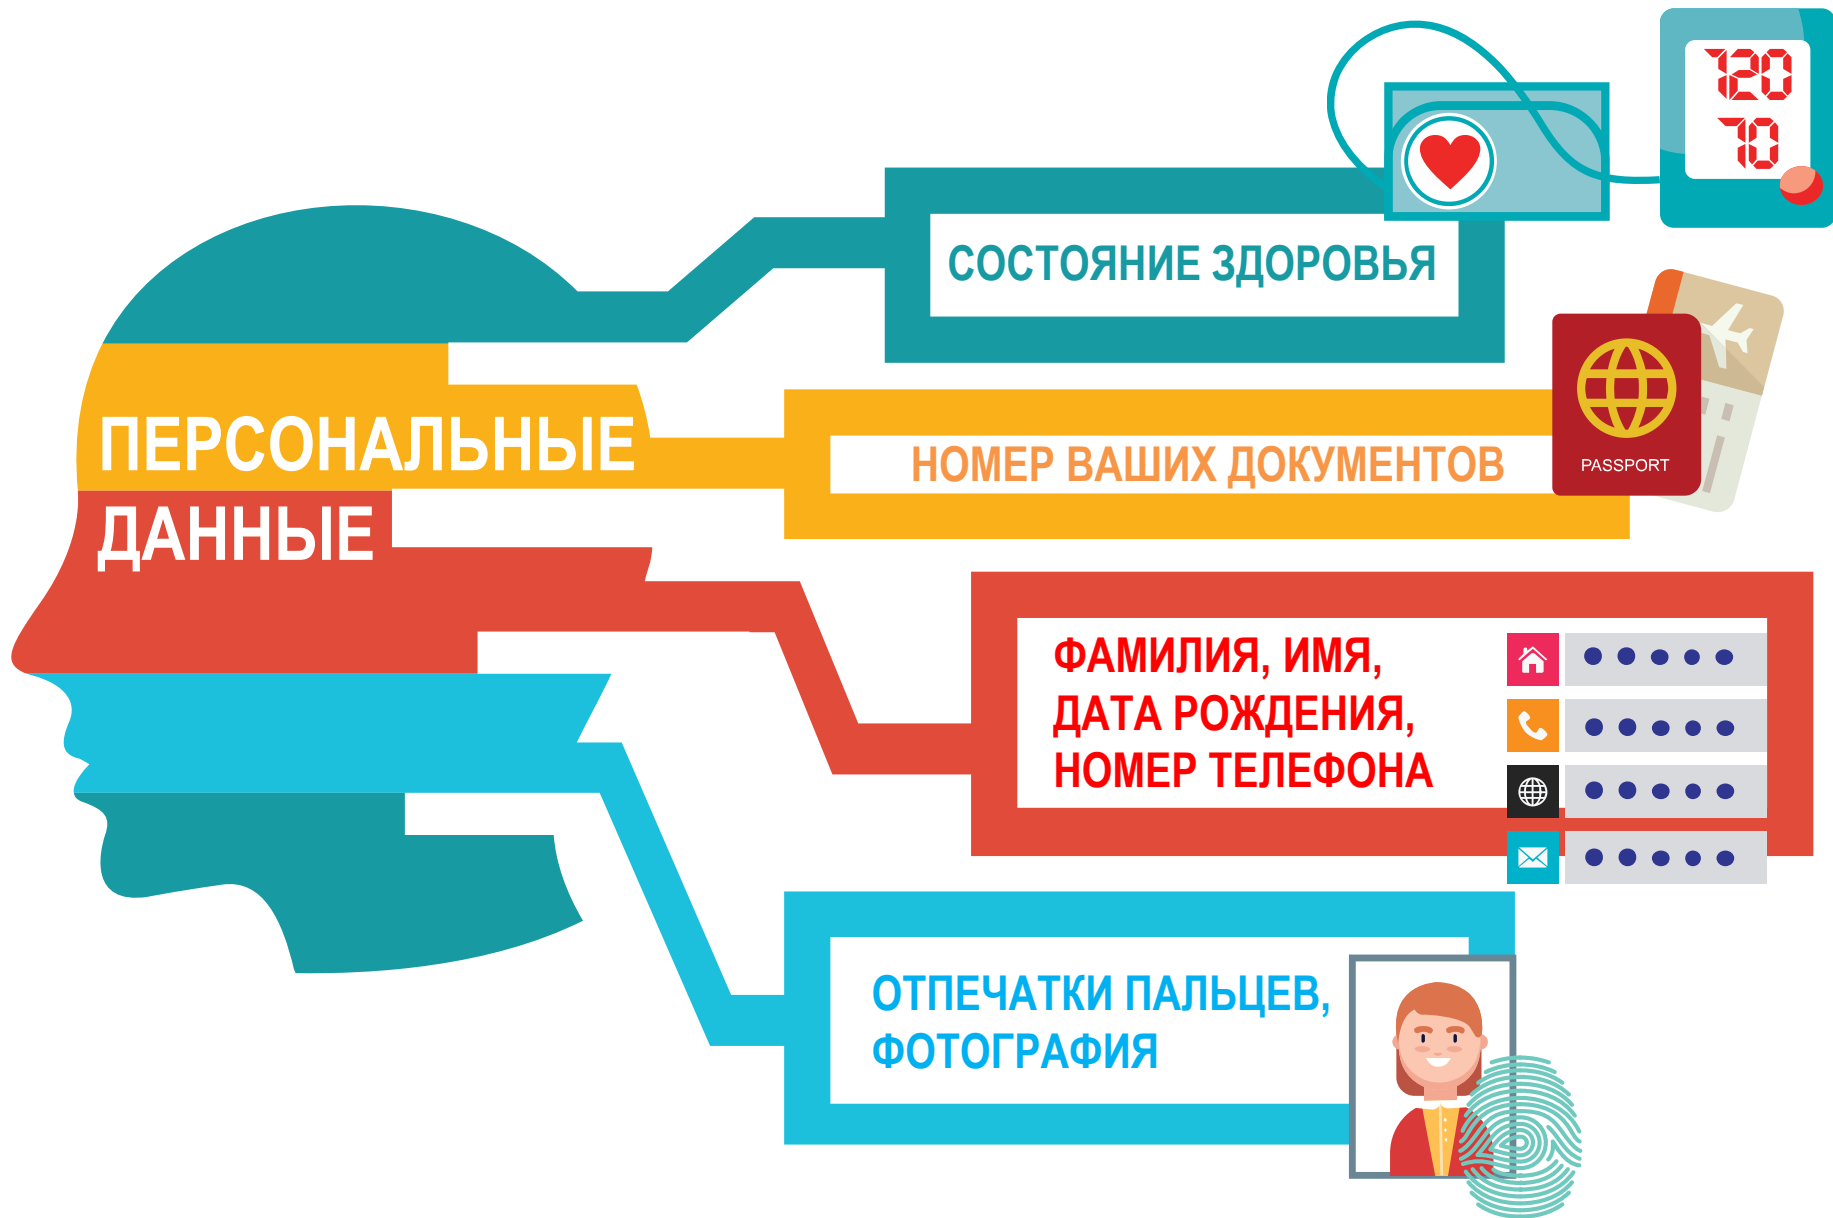 120
70
СОСТОЯНИЕ ЗДОРОВЬЯ
ПЕРСОНАЛЬНЫЕ
ДАННЫЕ
НОМЕР ВАШИХ ДОКУМЕНТОВ
PASSPORT
ФАМИЛИЯ, ИМЯ,
ДАТА РОЖДЕНИЯ,
НОМЕР ТЕЛЕФОНА
ОТПЕЧАТКИ ПАЛЬЦЕВ,
ФОТОГРАФИЯ